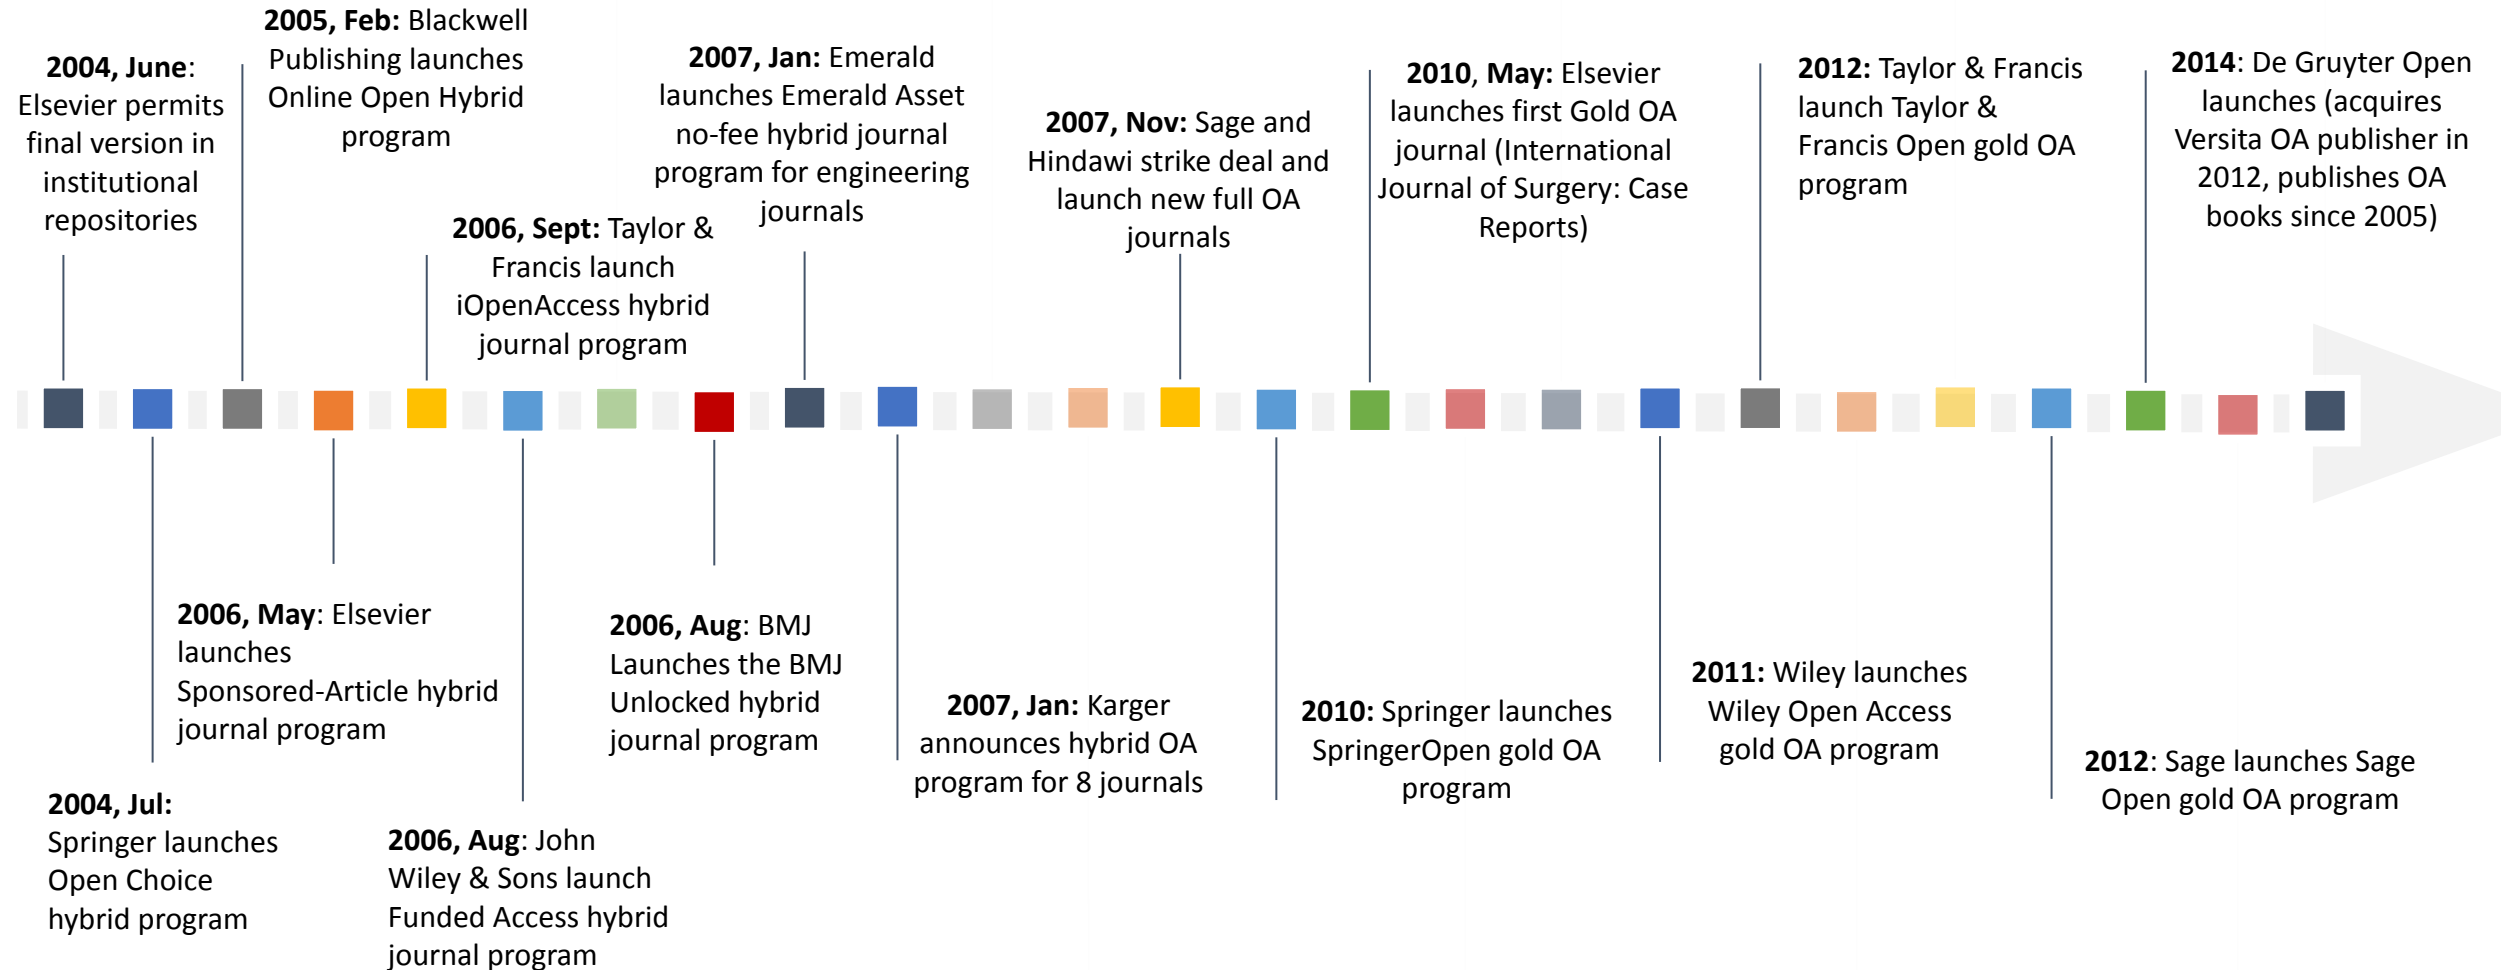 2004, June:
Elsevier permits
final version in
institutional
repositories
2005, Feb: Blackwell
Publishing launches
Online Open Hybrid
program
2006, Sept: Taylor &
Francis launch
iOpenAccess hybrid
journal program
2007, Jan: Emerald
launches Emerald Asset
no-fee hybrid journal
program for engineering
journals
2007, Nov: Sage and
Hindawi strike deal and
launch new full OA
journals
2010, May: Elsevier
launches first Gold OA
journal (International
Journal of Surgery: Case
Reports)
2012: Taylor & Francis
launch Taylor &
Francis Open gold OA
program
2014: De Gruyter Open
launches (acquires
Versita OA publisher in
2012, publishes OA
books since 2005)
2004, Jul:
Springer launches
Open Choice
hybrid program
2006, May: Elsevier
launches
Sponsored-Article hybrid
journal program
2006, Aug: John
Wiley & Sons launch
Funded Access hybrid
journal program
2006, Aug: BMJ
Launches the BMJ
Unlocked hybrid
journal program
2007, Jan: Karger
announces hybrid OA
program for 8 journals
2010: Springer launches
SpringerOpen gold OA
program
2011: Wiley launches
Wiley Open Access
gold OA program
2012: Sage launches Sage
Open gold OA program